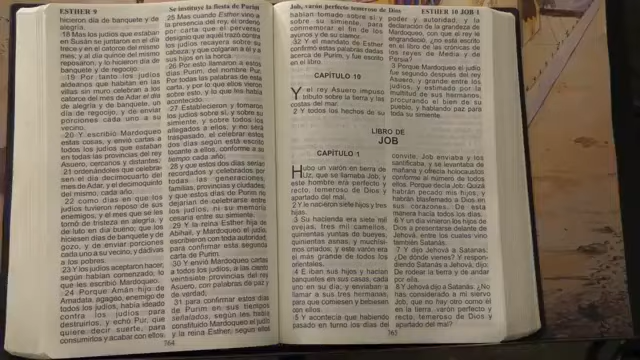 ESTHER 9
Se instituye la fiesta de Purim
hicieron día de banquete y de
alegría.
18 Mas los judíos que estaban
en Susán se juntaron en el día
trece y en el catorce del mismo
mes; y al día quince del mismo
reposaron, y lo hicieron día de
banquete y de regocijo.
19 Por tanto los judíos
aldeanos que habitan en las
villas sin muro celebran a los
catorce del mes de Adar el día
de alegría y de banquete, un
día de regocijo, y de enviar
porciones cada uno a su
vecino.
20 Y escribió Mardoqueo
estas cosas, y envió cartas a
todos los judíos que estaban
en todas las provincias del rey
Asuero, cercanos y distantes,
21 ordenándoles que celebra-
sen el día decimocuarto del
mes de Adar, y el decimoquinto
del mismo, cada año,
22 como días en que los
judíos tuvieron reposo de sus
enemigos, y el mes que se les
tornó de tristeza en alegría, y
de luto en día bueno; que los
hiciesen días de banquete y de
gozo, y de enviar porciones
cada uno a su vecino, y dádivas
a los pobres.
23 Y los judíos aceptaron hacer,
según habían comenzado, lo
que les escribió Mardoqueo.
24 Porque Amán hijo de
Amadata, agageo, enemigo de
todos los judíos, había ideado
contra los judíos para
destruirlos, y echó Pur, que
quiere decir suerte, para
consumirlos y acabar con ellos.
25 Mas cuando Esther vino a
la presencia del rey, él ordenó
por carta que el perverso
designio que aquél trazó contra
los judíos recayera sobre su
cabeza; y que colgaran a él y a
sus hijos en la horca.
26 Por esto llamaron a estos
días Purim, del nombre Pur.
Por todas las palabras de esta
carta, y por lo que ellos vieron
sobre esto, y lo que les había
acontecido,
27 Establecieron y tomaron
los judíos sobre sí, y sobre su
simiente, y sobre todos los
allegados a ellos, y no será
traspasado, el celebrar estos
dos días según está escrito
tocante a ellos, conforme a su
tiempo cada año;
28 y que estos dos días serían
recordados y celebrados por
todas las generaciones,
familias, provincias y ciudades;
y que estos días de Purim no
dejarían de celebrarse entre
los judíos, ni su memoria
cesaría entre su simiente.
29 Y la reina Esther hija de
Abihail, y Mardoqueo el judío,
escribieron con toda autoridad,
para confirmar esta segunda
carta de Purim.
30 Y envió Mardoqueo cartas
a todos los judíos, a las ciento
veintisiete provincias del rey
Asuero, con palabras de paz y
de verdad,
31 para confirmar estos días
de Purim en sus tiempos
señalados, según les había
constituido Mardoqueo el judío
y la reina Esther, según ellos
364
Job, varón perfecto temeroso de Dios
ESTHER 10 JOB 1
habían tomado sobre sí y
sobre su simiente, para
conmemorar el fin de los
ayunos y de su clamor.
32 Y el mandato de Esther
confirmó estas palabras dadas
acerca de Purim, y fue escrito
en el libro.
CAPÍTULO 10
Y el rey Asuero impuso
tributo sobre la tierra y las
costas del mar.
2 Y todos los hechos de su
poder y autoridad, y la
declaración de la grandeza de
Mardoqueo, con que el rey le
engrandeció, ¿no está escrito
en el libro de las crónicas de
los reyes de Media y de
Persia?
3 Porque Mardoqueo el judío
fue segundo después del rey
Asuero, y grande entre los
judíos, y estimado por la
multitud de sus hermanos,
procurando el bien de su
pueblo, y hablando paz para
toda su simiente.
LIBRO DE
JOB
CAPÍTULO 1
Hubo un varón en tierra de
Uz, que se llamaba Job; y
este hombre era perfecto y
recto, temeroso de Dios y
apartado del mal.
2 Y le nacieron siete hijos y tres
hijas.
3 Su hacienda era siete mil
ovejas, tres mil camellos,
quinientas yuntas de bueyes,
quinientas asnas, y muchísi-
mos criados; y este varón era
el más grande de todos los
orientales.
4 E iban sus hijos y hacían
banquetes en sus casas, cada
uno en su día; y enviaban a
llamar a sus tres hermanas,
para que comiesen y bebiesen
con ellos.
5 Y acontecía que habiendo
pasado en turno los días del
convite, Job enviaba y los
santificaba, y se levantaba de
mañana y ofrecía holocaustos
conforme al número de todos
ellos. Porque decía Job: Quizá
habrán pecado mis hijos, y
habrán blasfemado a Dios en
sus corazones. De esta
manera hacía todos los días.
6 Y un día vinieron los hijos de
Dios a presentarse delante de
Jehová, entre los cuales vino
también Satanás.
7 Y dijo Jehová a Satanás:
¿De dónde vienes? Y respon-
diendo Satanás a Jehová, dijo:
De rodear la tierra y de andar
por ella.
8 Y Jehová dijo a Satanás: ¿No
has considerado a mi siervo
Job, que no hay otro como él
en la tierra, varón perfecto y
recto, temeroso de Dios y
apartado del mal?
365